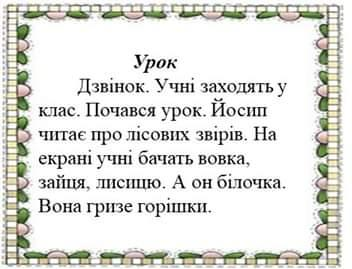 Урок
Дзвінок. Учні заходять у
клас. Почався урок. Йосип
читає про лісових звірів. На
екрані учні бачать вовка,
зайця, лисицю. А он білочка.
Вона гризе горішки.